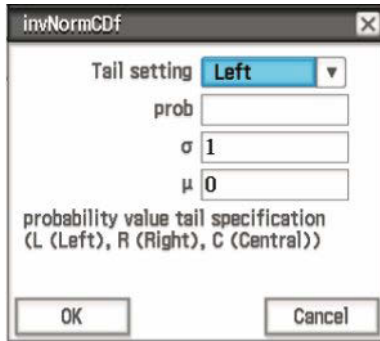 invNormCDf
Tail setting Left
prob
σ 1
μ 0
probability value tail specification
(L (Left), R (Right), C (Central))
OK Cancel